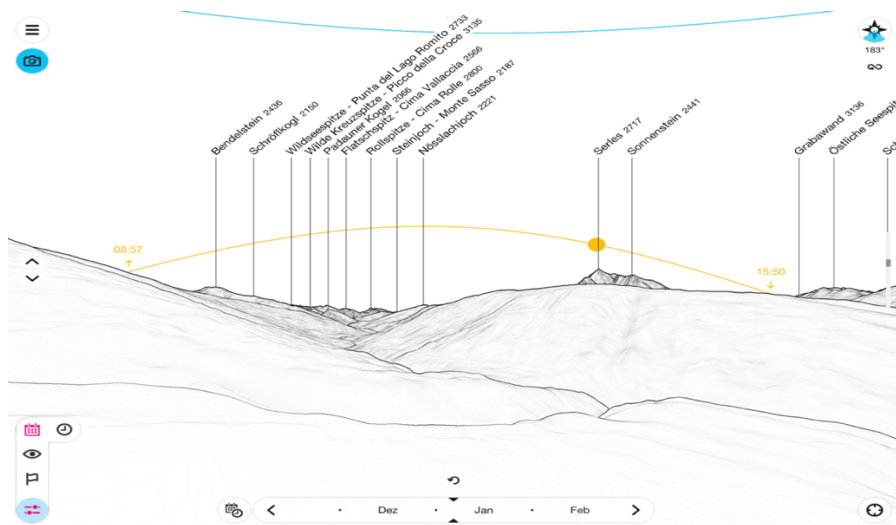 183°
Bendelstein 2436
Schröflkogl 2150
Wildseespitze - Punta del Lago Romito 2733
Wilde Kreuzspitze - Picco della Croce 3135
Padauner Kogel 2066
Flatschspitz - Cima Vallaccia 2566
Rollspitze - Cima Rolle 2800
Steinjoch - Monte Sasso 2187
Nösslachjoch 2221
Serles 2717
Sonnenstein 2441
Grabawand 3136
Östliche Seespi
Sc
08:57
15:50
Dez
Jan
Feb